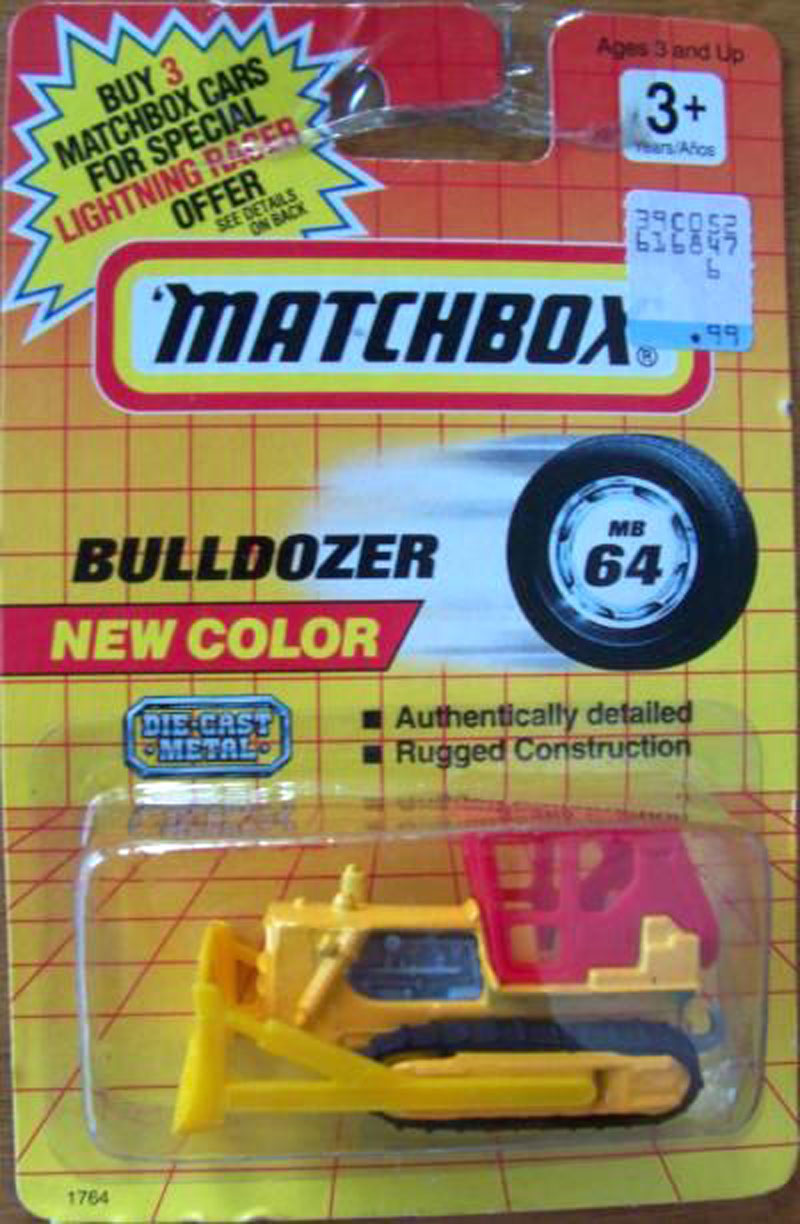 BUY 3
MATCHBOX CARS
FOR SPECIAL
LIGHTNING RACER
OFFER
SEE DETAILS
ON BACK
Ages 3 and Up
3+
Years/Años
39C052
616847
6
.99
MATCHBOX®
MB
64
BULLDOZER
NEW COLOR
DIE-CAST
METAL
■ Authentically detailed
■ Rugged Construction
1764